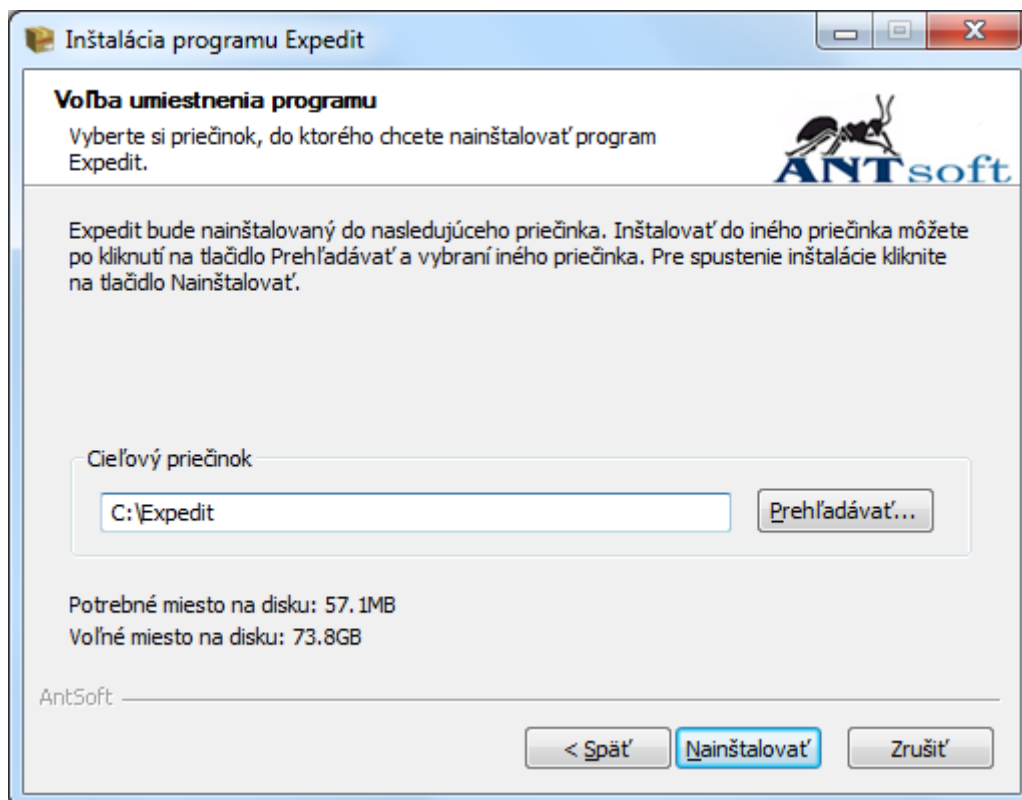 Inštalácia programu Expedit
Voľba umiestnenia programu
Vyberte si priečinok, do ktorého chcete nainštalovať program
Expedit.
ANTsoft
Expedit bude nainštalovaný do nasledujúceho priečinka. Inštalovať do iného priečinka môžete
po kliknutí na tlačidlo Prehľadávať a vybraní iného priečinka. Pre spustenie inštalácie kliknite
na tlačidlo Nainštalovať.
Cieľový priečinok
C:\Expedit
Prehľadávať...
Potrebné miesto na disku: 57.1MB
Voľné miesto na disku: 73.8GB
AntSoft
< Späť
Nainštalovať
Zrušiť